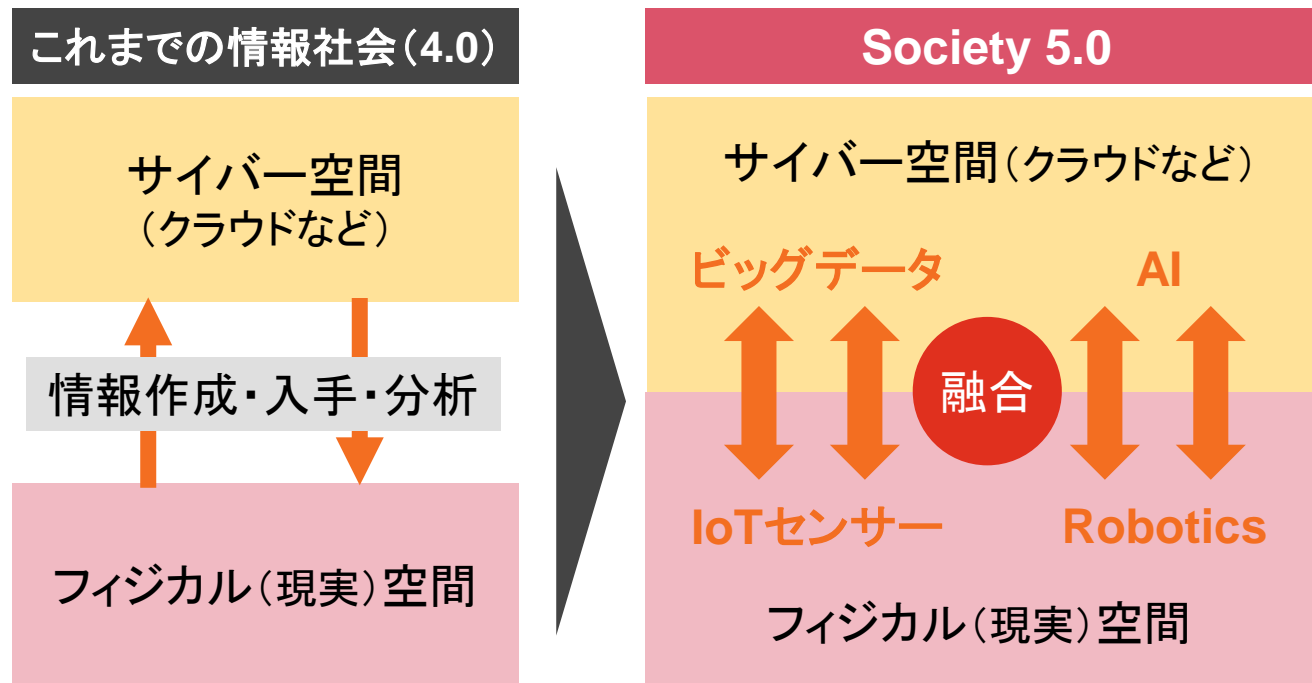 これまでの情報社会（4.0）
サイバー空間
（クラウドなど）
情報作成・入手・分析
フィジカル（現実）空間
Society 5.0
サイバー空間（クラウドなど）
ビッグデータ
AI
融合
IoTセンサー
Robotics
フィジカル（現実）空間